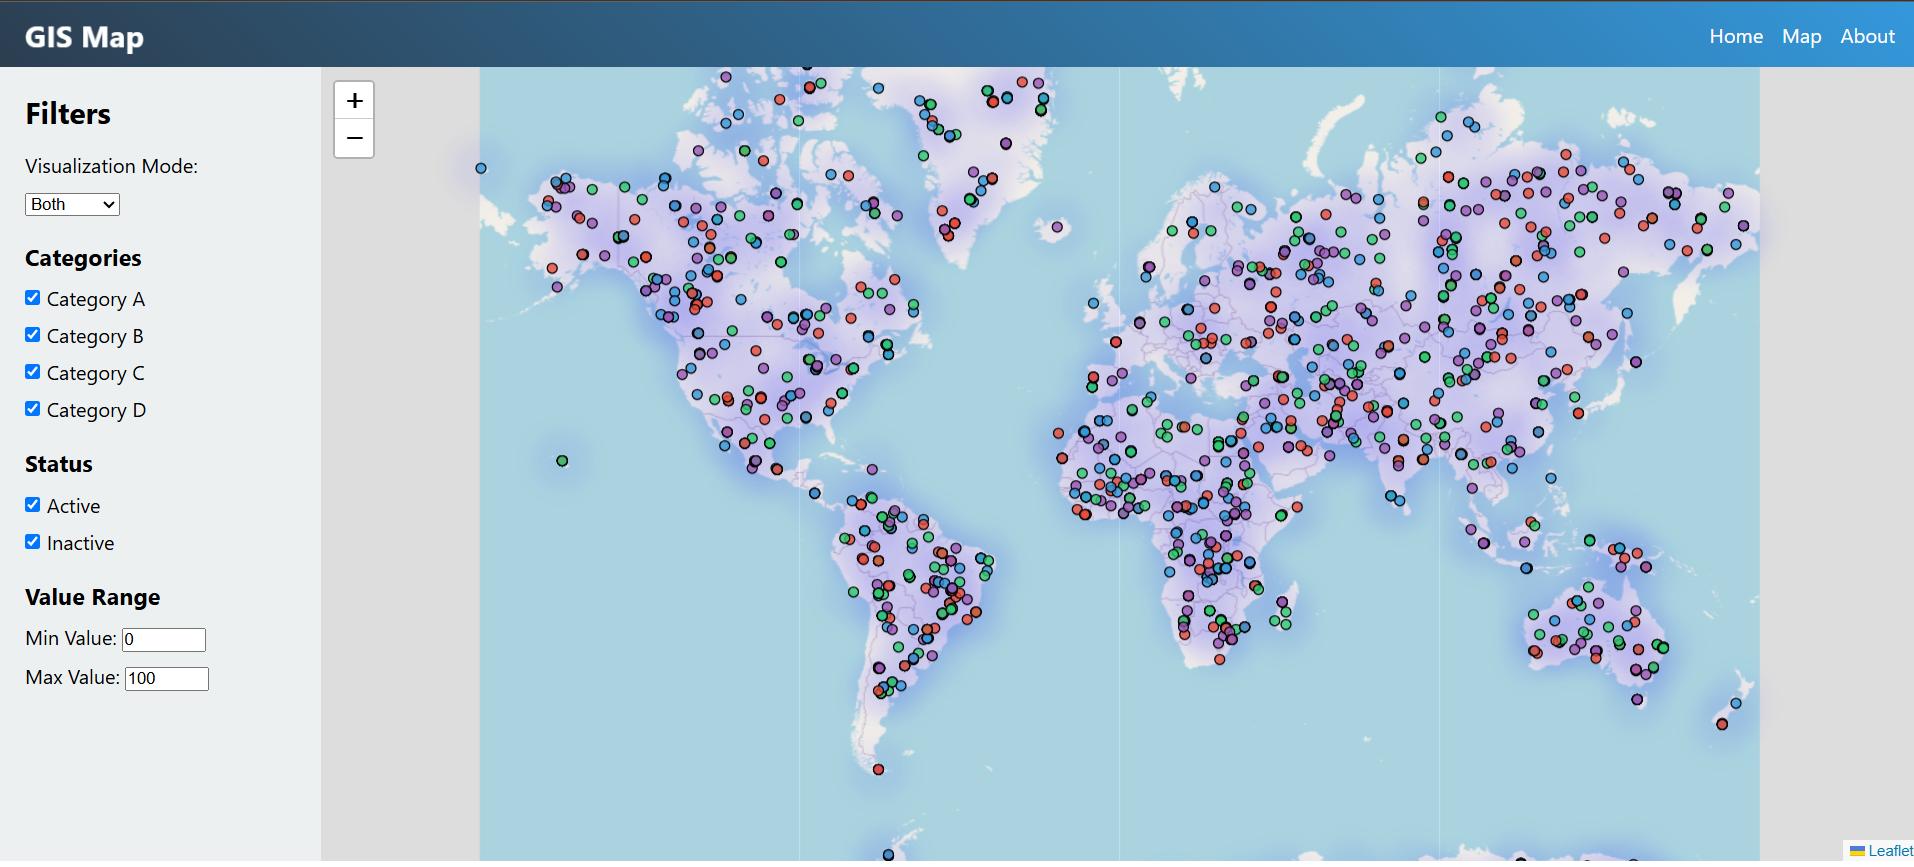 GIS Map
Home Map About
Filters
Visualization Mode:
Both
Categories
Category A
Category B
Category C
Category D
Status
Active
Inactive
Value Range
Min Value: 0
Max Value: 100
+
−
Leaflet